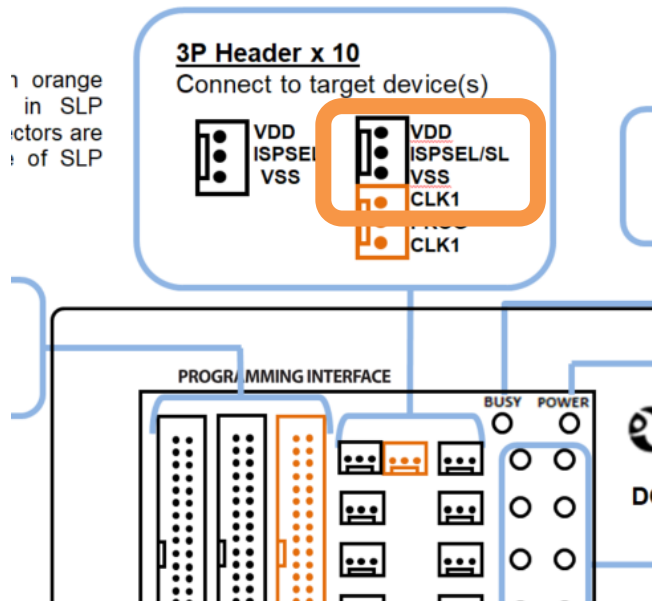 3P Header x 10
Connect to target device(s)
orange
in SLP
ectors are
of SLP
VDD
ISPSEL
VSS
VDD
ISPSEL/SL
VSS
CLK1
CLK1
PROGRAMMING INTERFACE
BUSY
POWER